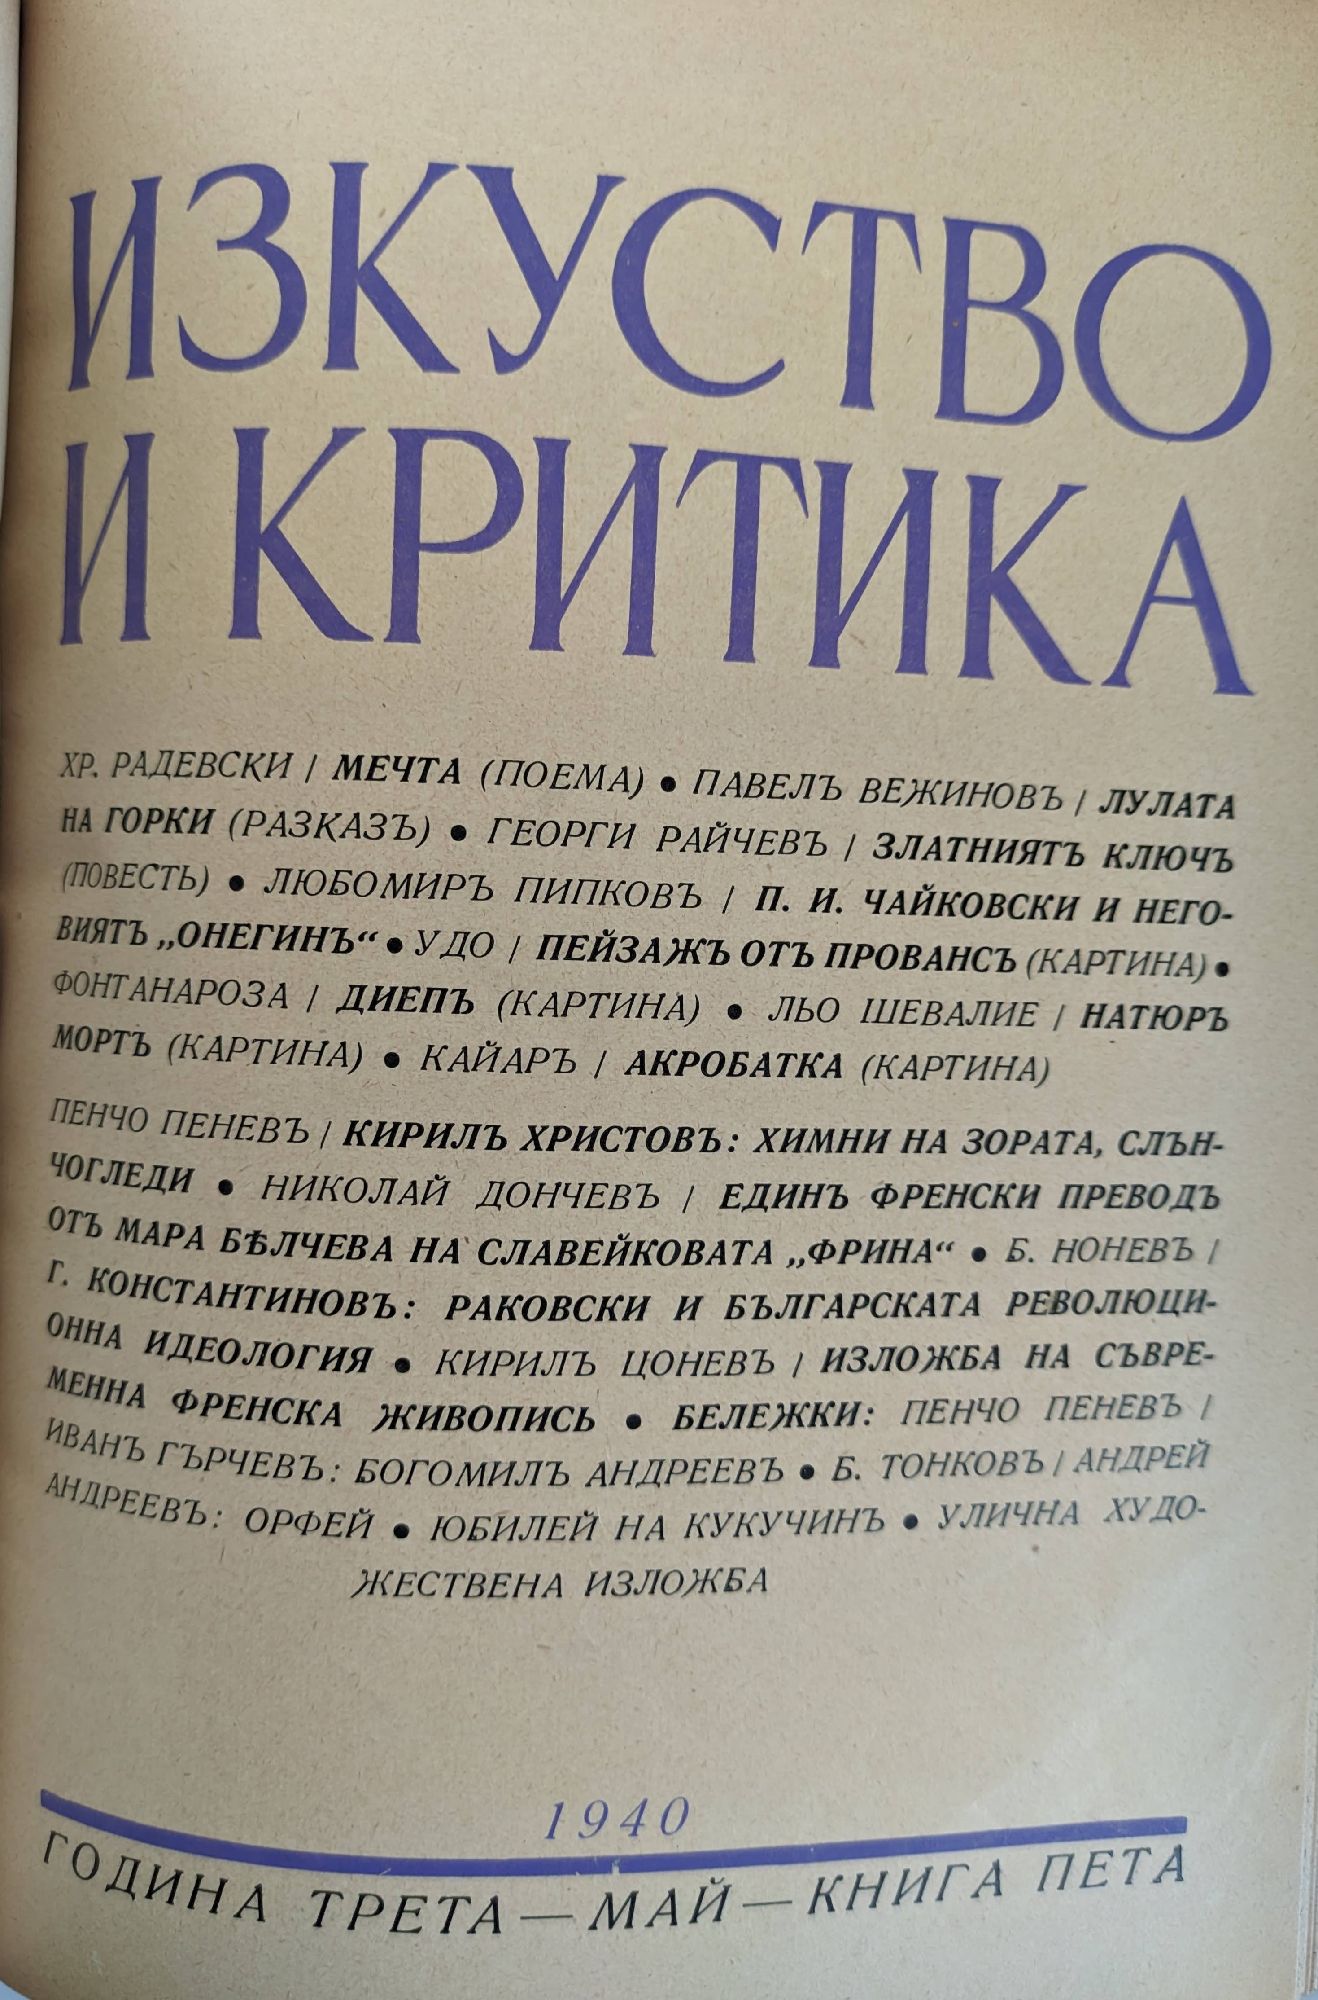 ИЗКУСТВО
И КРИТИКА
ХР. РАДЕВСКИ / МЕЧТА (ПОЕМА) • ПАВЕЛЪ ВЕЖИНОВЪ / ЛУЛАТА
НА ГОРКИ (РАЗКАЗЪ) • ГЕОРГИ РАЙЧЕВЪ / ЗЛАТНИЯТЪ КЛЮЧЪ
(ПОВЕСТЬ) • ЛЮБОМИРЪ ПИПКОВЪ / П. И. ЧАЙКОВСКИ И НЕГО-
ВИЯТЪ „ОНЕГИНЪ“ • УДО / ПЕЙЗАЖЪ ОТЪ ПРОВАНСЪ (КАРТИНА) •
ФОНТАНАРОЗА / ДИЕПЪ (КАРТИНА) • ЛЬО ШЕВАЛИЕ / НАТЮРЪ
МОРТЪ (КАРТИНА) • КАЙАРЪ / АКРОБАТКА (КАРТИНА)
ПЕНЧО ПЕНЕВЪ / КИРИЛЪ ХРИСТОВЪ: ХИМНИ НА ЗОРАТА, СЛЪН-
ЧОГЛЕДИ • НИКОЛАЙ ДОНЧЕВЪ / ЕДИНЪ ФРЕНСКИ ПРЕВОДЪ
ОТЪ МАРА БѢЛЧЕВА НА СЛАВЕЙКОВАТА „ФРИНА“ • Б. НОНЕВЪ /
Г. КОНСТАНТИНОВЪ: РАКОВСКИ И БЪЛГАРСКАТА РЕВОЛЮЦИ-
ОННА ИДЕОЛОГИЯ • КИРИЛЪ ЦОНЕВЪ / ИЗЛОЖБА НА СЪВРЕ-
МЕННА ФРЕНСКА ЖИВОПИСЬ • БЕЛЕЖКИ: ПЕНЧО ПЕНЕВЪ /
ИВАНЪ ГЪРЧЕВЪ: БОГОМИЛЪ АНДРЕЕВЪ • Б. ТОНКОВЪ / АНДРЕЙ
АНДРЕЕВЪ: ОРФЕЙ • ЮБИЛЕЙ НА КУКУЧИНЪ • УЛИЧНА ХУДО-
ЖЕСТВЕНА ИЗЛОЖБА
1940
ГОДИНА ТРЕТА — МАЙ — КНИГА ПЕТА